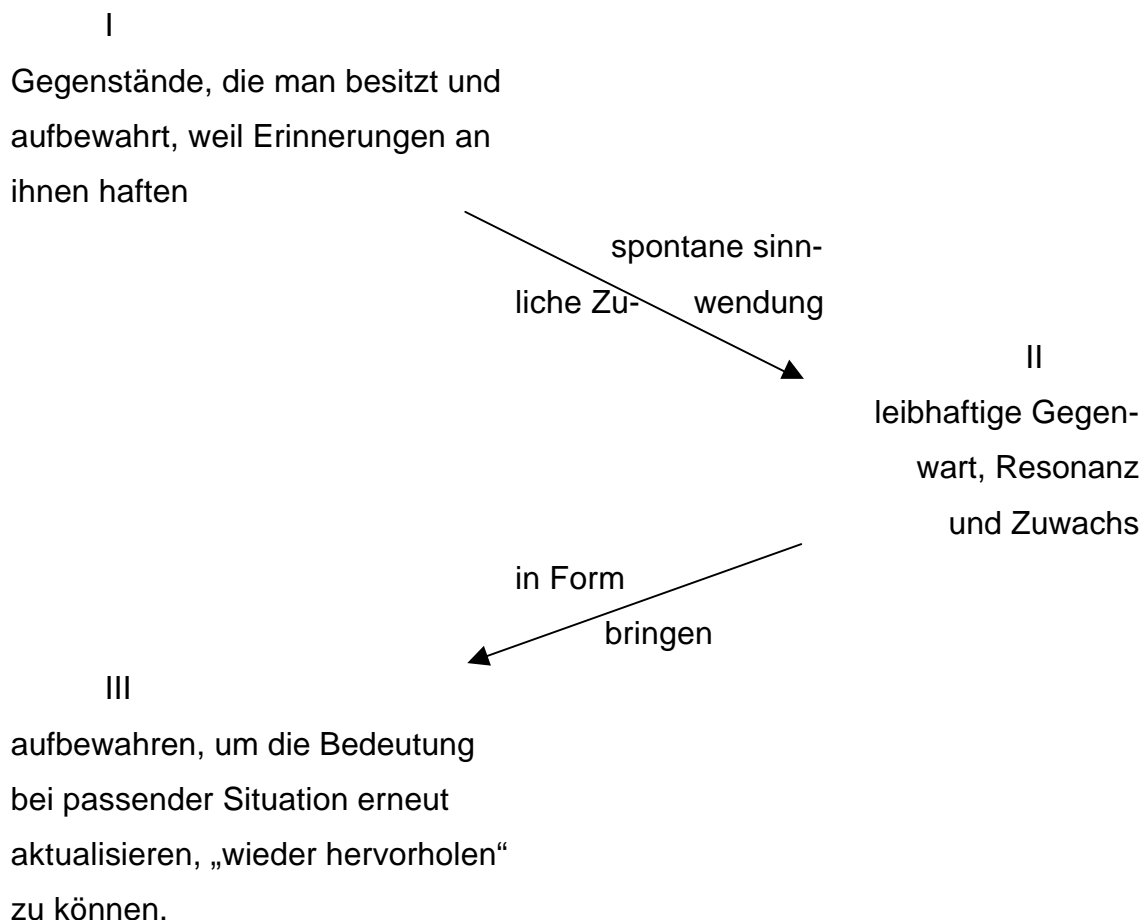 I
Gegenstände, die man besitzt und
aufbewahrt, weil Erinnerungen an
ihnen haften
spontane sinn-
liche Zu- wendung
II
leibhaftige Gegen-
wart, Resonanz
und Zuwachs
in Form
bringen
III
aufbewahren, um die Bedeutung
bei passender Situation erneut
aktualisieren, „wieder hervorholen“
zu können.